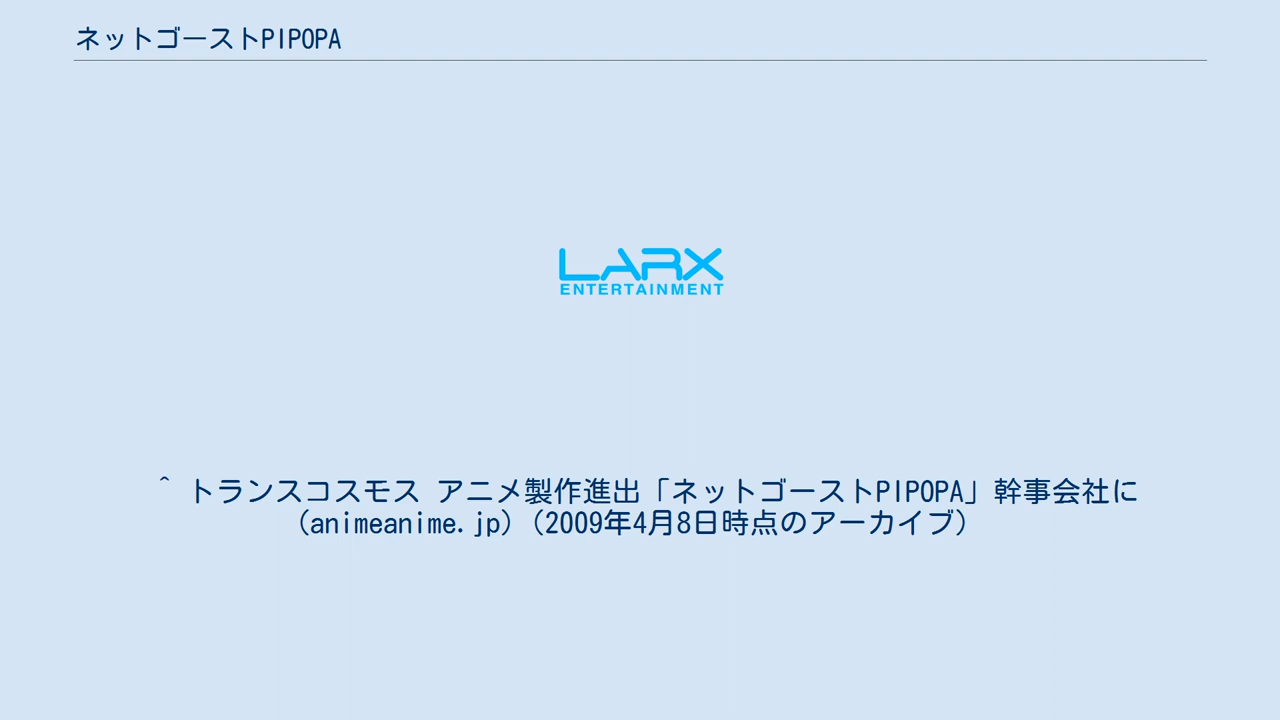 ネットゴーストPIPOPA
LARX
ENTERTAINMENT
^ トランスコスモス アニメ製作進出「ネットゴーストPIPOPA」幹事会社に
(animeanime.jp)(2009年4月8日時点のアーカイブ)